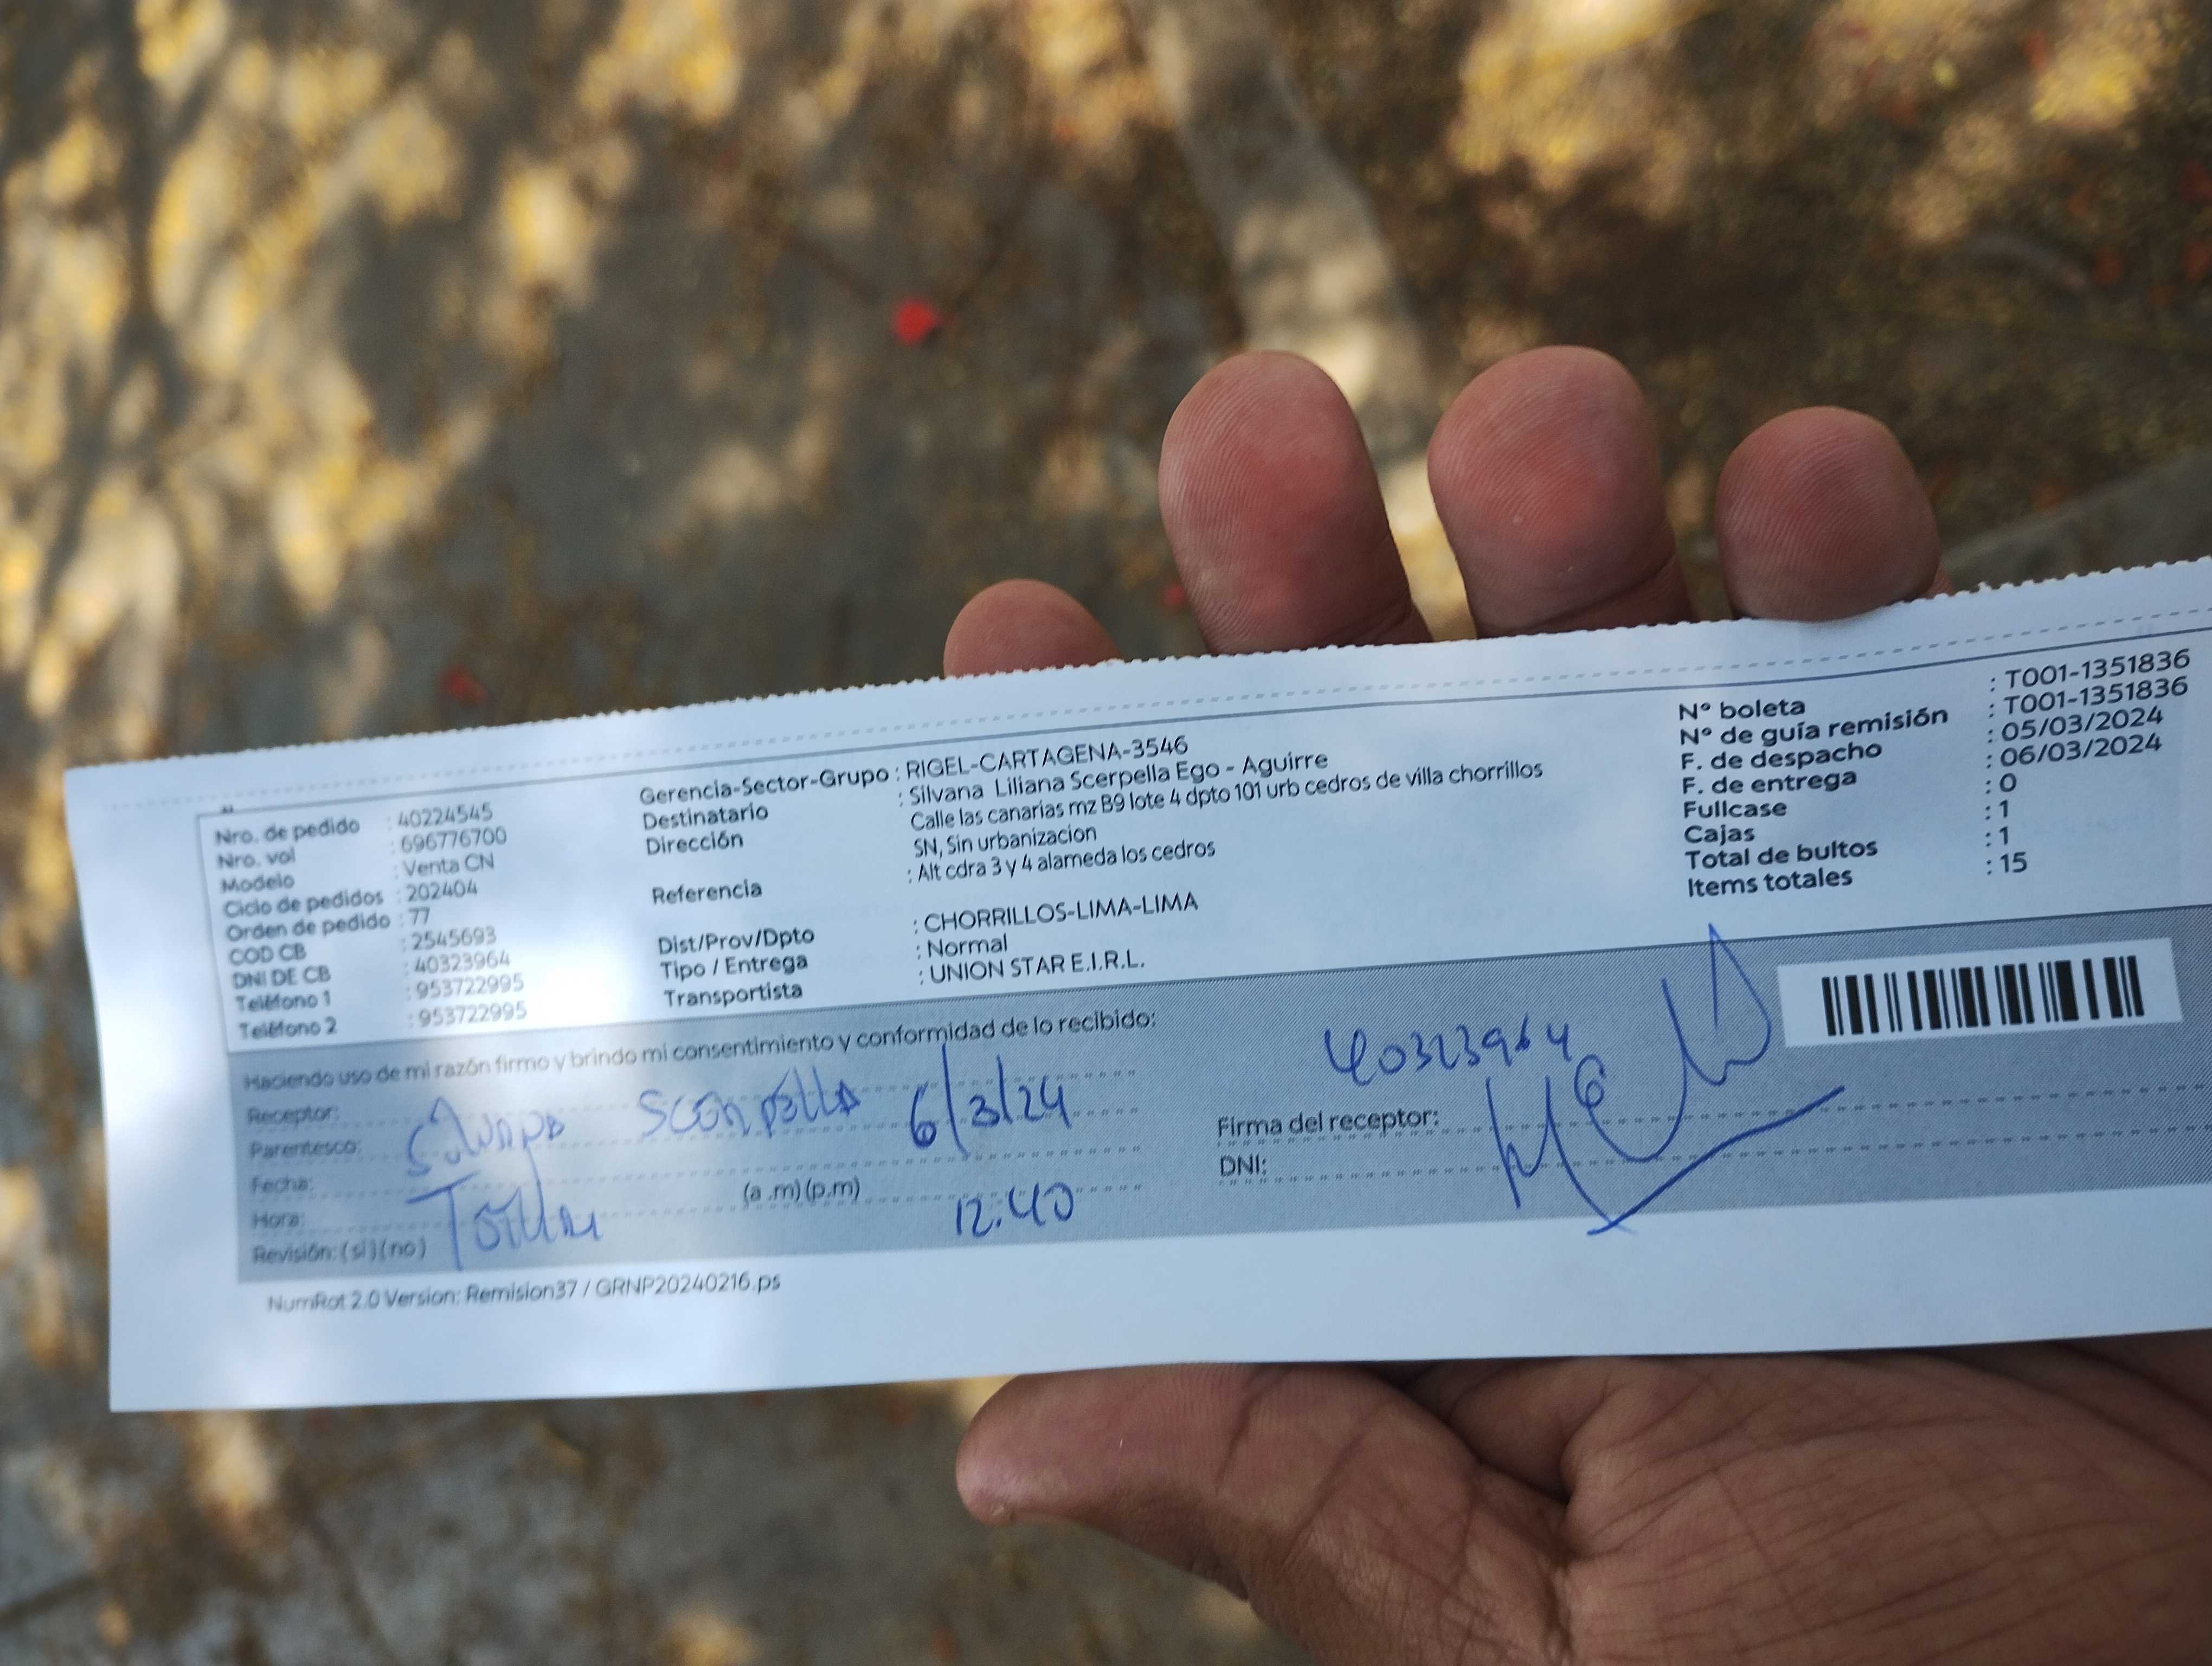 Nro. de pedido : 40224545
Nro. vol : 696776700
Modelo : Venta CN
Ciclo de pedidos : 202404
Orden de pedido : 77
COD CB : 2545693
DNI DE CB : 40323964
Teléfono 1 : 953722995
Teléfono 2 : 953722995
Gerencia-Sector-Grupo : RIGEL-CARTAGENA-3546
Destinatario : Silvana Liliana Scerpella Ego - Aguirre
Dirección Calle las canarias mz B9 lote 4 dpto 101 urb cedros de villa chorrillos
SN, Sin urbanizacion
Referencia : Alt cdra 3 y 4 alameda los cedros
Dist/Prov/Dpto : CHORRILLOS-LIMA-LIMA
Tipo / Entrega : Normal
Transportista : UNION STAR E.I.R.L.
N° boleta : T001-1351836
N° de guía remisión : T001-1351836
F. de despacho : 05/03/2024
F. de entrega : 06/03/2024
Fullcase : 0
Cajas : 1
Total de bultos : 1
Items totales : 15
Haciendo uso de mi razón firmo y brindo mi consentimiento y conformidad de lo recibido:
Receptor:
Parentesco: Silvana Scerpella 6/3/24
Fecha:
Hora: (a .m) (p.m) 12:40
Revisión: (si) (no)
40323964
Firma del receptor:
DNI:
NumRot 2.0 Version: Remision37 / GRNP20240216.ps